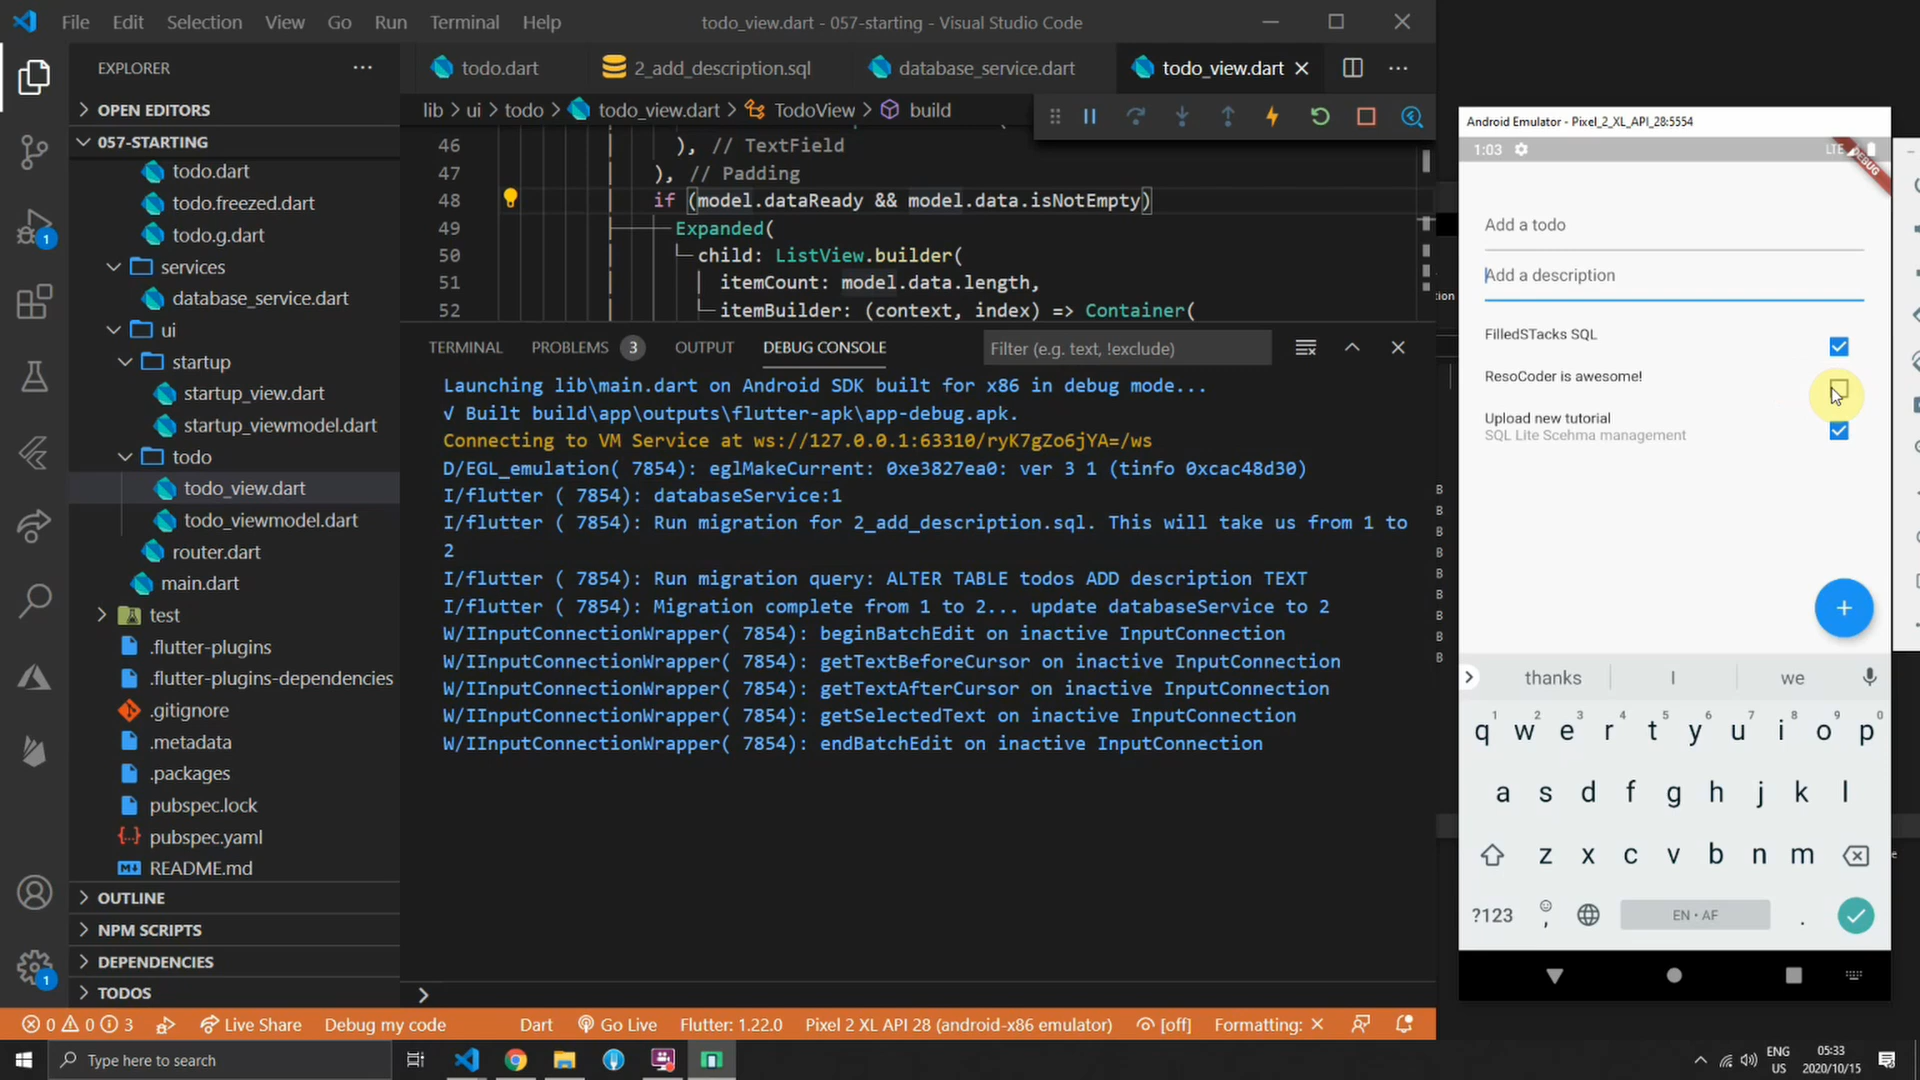 File Edit Selection View Go Run Terminal Help
todo_view.dart - 057-starting - Visual Studio Code
EXPLORER
OPEN EDITORS
057-STARTING
todo.dart
todo.freezed.dart
todo.g.dart
services
database_service.dart
ui
startup
startup_view.dart
startup_viewmodel.dart
todo
todo_view.dart
todo_viewmodel.dart
router.dart
main.dart
test
.flutter-plugins
.flutter-plugins-dependencies
.gitignore
.metadata
.packages
pubspec.lock
pubspec.yaml
README.md
OUTLINE
NPM SCRIPTS
DEPENDENCIES
TODOS
1
1
todo.dart 2_add_description.sql database_service.dart todo_view.dart
lib > ui > todo > todo_view.dart > TodoView > build
46 ), // TextField
47 ), // Padding
48 if (model.dataReady && model.data.isNotEmpty)
49 Expanded(
50 child: ListView.builder(
51 itemCount: model.data.length,
52 itemBuilder: (context, index) => Container(
TERMINAL PROBLEMS 3 OUTPUT DEBUG CONSOLE Filter (e.g. text, !exclude)
Launching lib\main.dart on Android SDK built for x86 in debug mode...
√ Built build\app\outputs\flutter-apk\app-debug.apk.
Connecting to VM Service at ws://127.0.0.1:63310/ryK7gZo6jYA=/ws
D/EGL_emulation( 7854): eglMakeCurrent: 0xe3827ea0: ver 3 1 (tinfo 0xcac48d30)
I/flutter ( 7854): databaseService:1
I/flutter ( 7854): Run migration for 2_add_description.sql. This will take us from 1 to
2
I/flutter ( 7854): Run migration query: ALTER TABLE todos ADD description TEXT
I/flutter ( 7854): Migration complete from 1 to 2... update databaseService to 2
W/IInputConnectionWrapper( 7854): beginBatchEdit on inactive InputConnection
W/IInputConnectionWrapper( 7854): getTextBeforeCursor on inactive InputConnection
W/IInputConnectionWrapper( 7854): getTextAfterCursor on inactive InputConnection
W/IInputConnectionWrapper( 7854): getSelectedText on inactive InputConnection
W/IInputConnectionWrapper( 7854): endBatchEdit on inactive InputConnection
0 0 3 Live Share Debug my code Dart Go Live Flutter: 1.22.0 Pixel 2 XL API 28 (android-x86 emulator) [off] Formatting: ×
Android Emulator - Pixel_2_XL_API_28:5554
1:03 LTE
DEBUG
Add a todo
Add a description
FilledSTacks SQL
ResoCoder is awesome!
Upload new tutorial
SQL Lite Scehma management
+
thanks I we
q1 w2 e3 r4 t5 y6 u7 i8 o9 p0
a s d f g h j k l
z x c v b n m
?123 , EN • AF .
Type here to search
ENG
US
05:33
2020/10/15